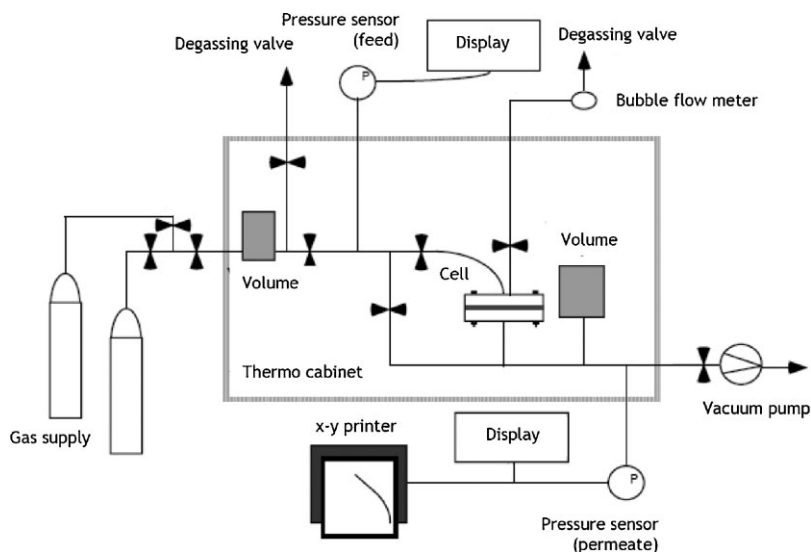 Pressure sensor
(feed)
Display
Degassing valve
Degassing valve
P
Bubble flow meter
Volume
Volume
Cell
Thermo cabinet
Gas supply
x-y printer
Display
Vacuum pump
P
Pressure sensor
(permeate)